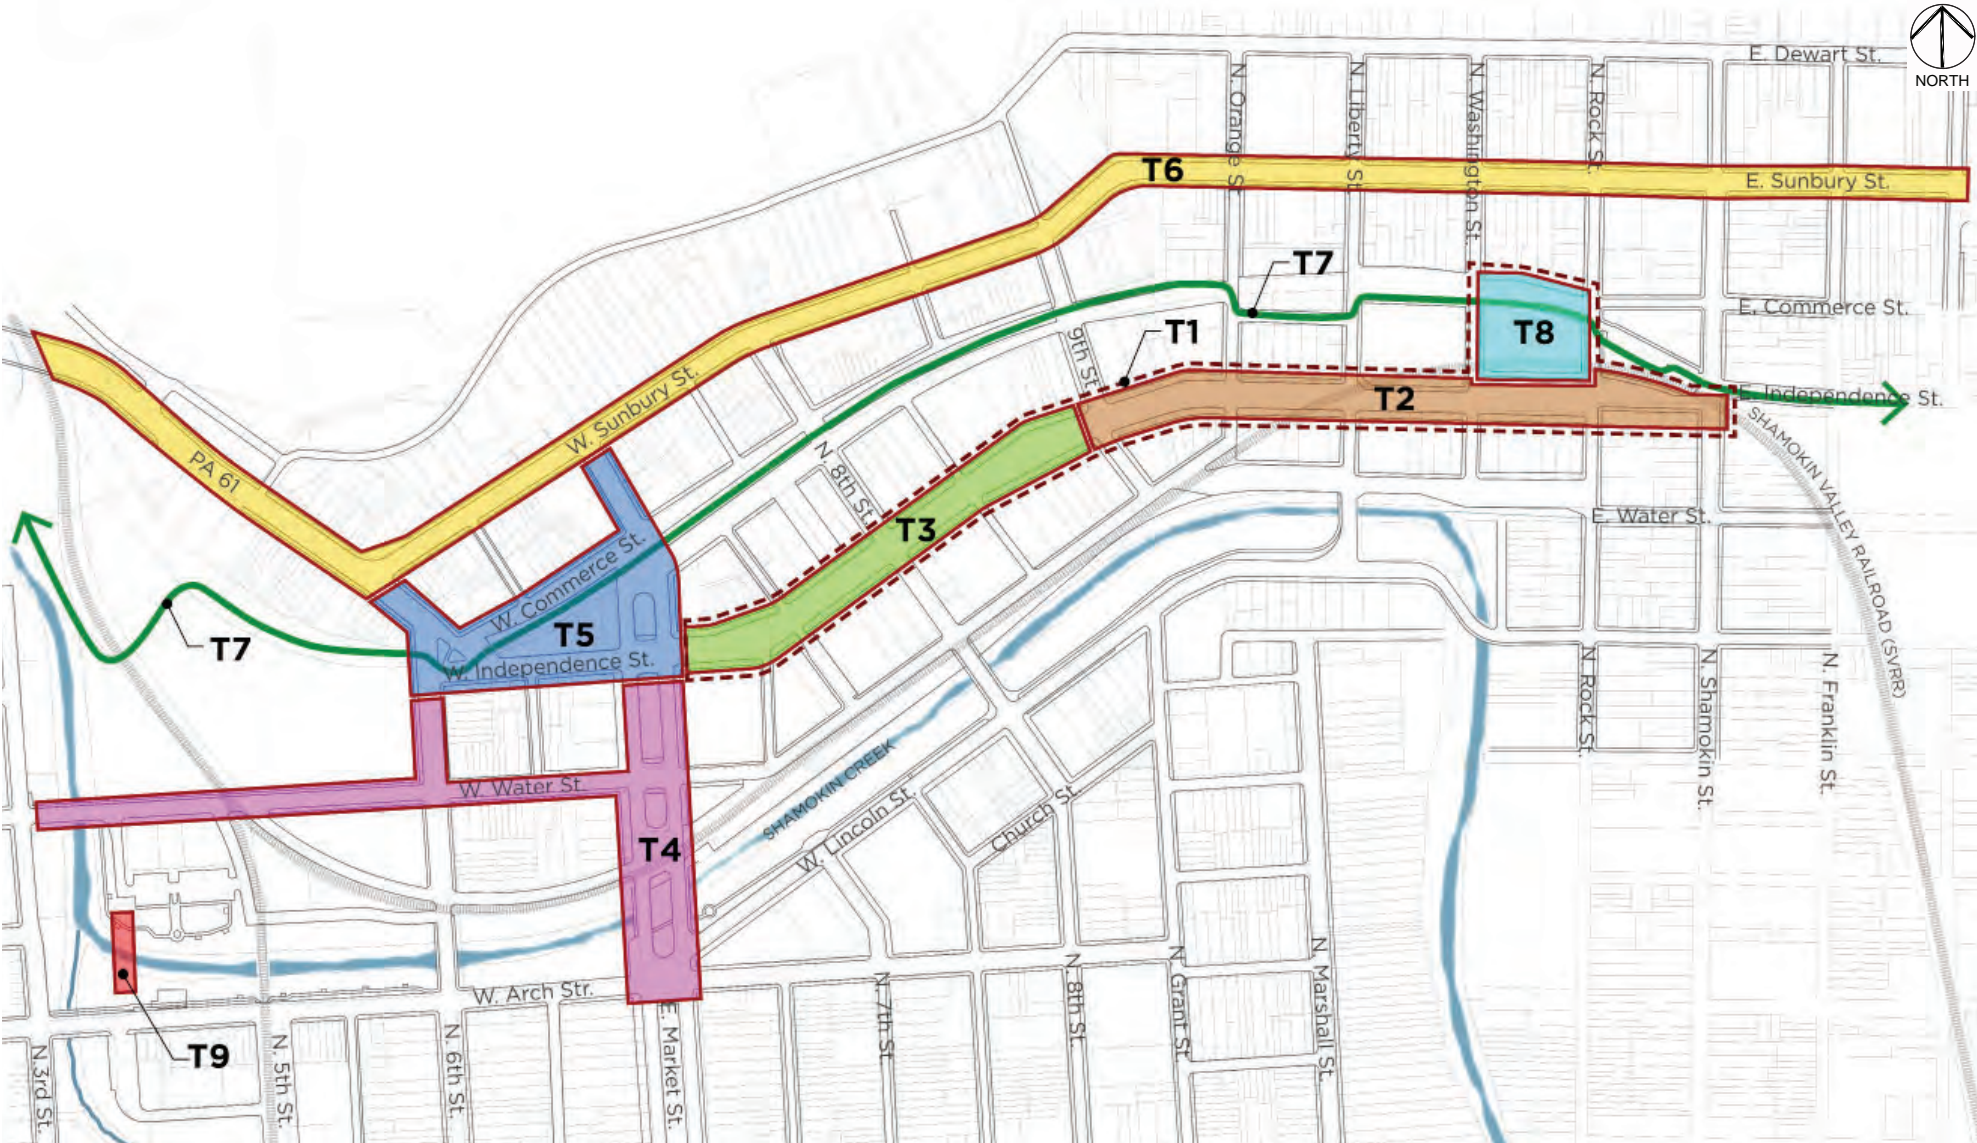 NORTH
E. Dewart St.
N. Orange St.
N. Liberty St.
N. Washington St.
N. Rock St.
T6
E. Sunbury St.
T7
E. Commerce St.
T1
T8
9th St.
W. Sunbury St.
T2
E. Independence St.
PA 61
N. 8th St.
SHAMOKIN VALLEY RAILROAD (SVRR)
T3
E. Water St.
W. Commerce St.
T5
T7
W. Independence St.
N. Rock St.
N. Shamokin St.
N. Franklin St.
W. Water St.
SHAMOKIN CREEK
W. Lincoln St.
Church St.
T4
W. Arch Str.
T9
N.3rd St.
N. 5th St.
N. 6th St.
E. Market St.
N. 7th St.
N. 8th St.
N. Grant St.
N. Marshall St.